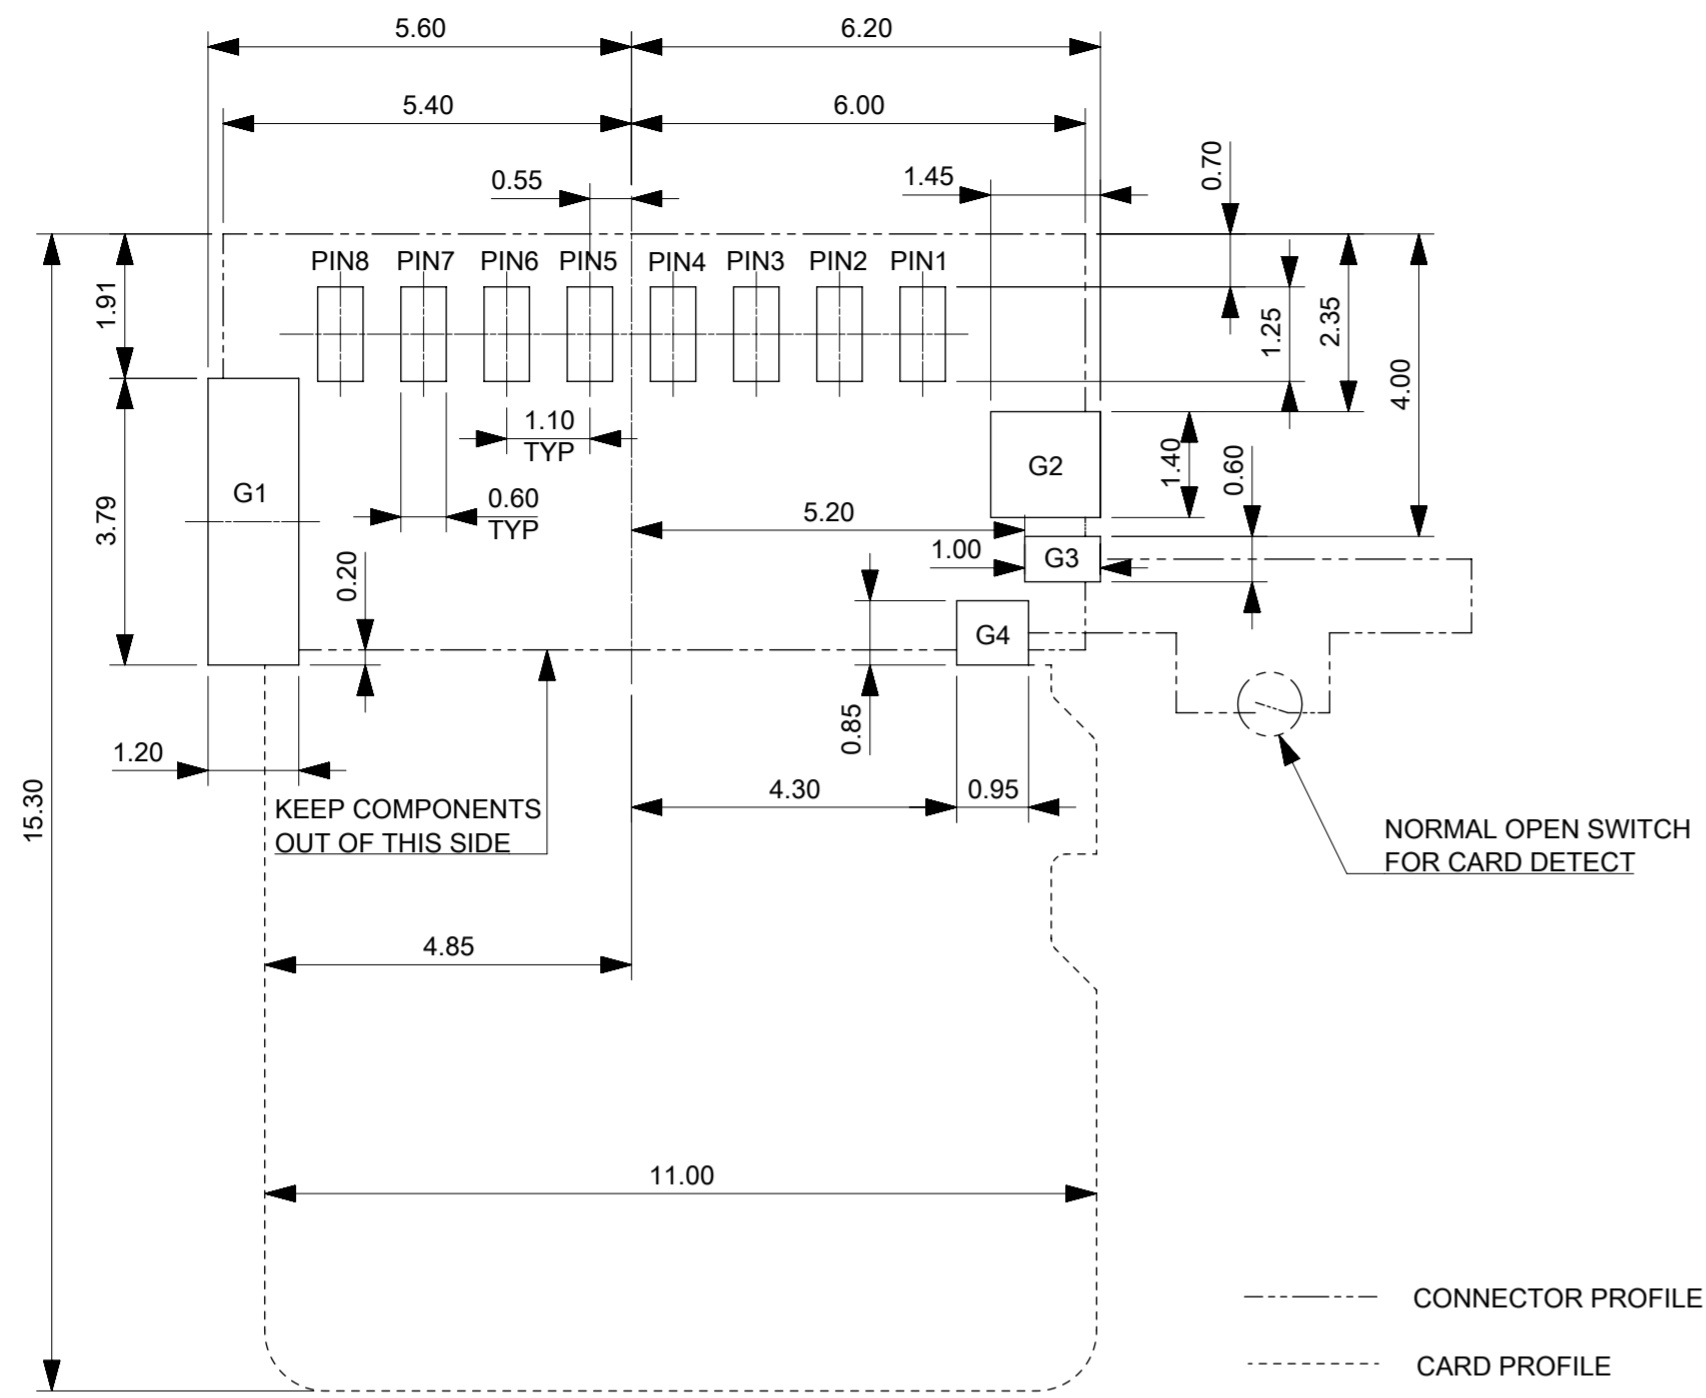 5.60 6.20
5.40 6.00
0.55 1.45 0.70
PIN8 PIN7 PIN6 PIN5 PIN4 PIN3 PIN2 PIN1
1.91 1.25 2.35
4.00
1.10
TYP
G1 G2 1.40 0.60
3.79 0.60
TYP
5.20
0.20 1.00 G3
G4
0.85
1.20
4.30 0.95
15.30
KEEP COMPONENTS
OUT OF THIS SIDE
NORMAL OPEN SWITCH
FOR CARD DETECT
4.85
11.00
CONNECTOR PROFILE
CARD PROFILE